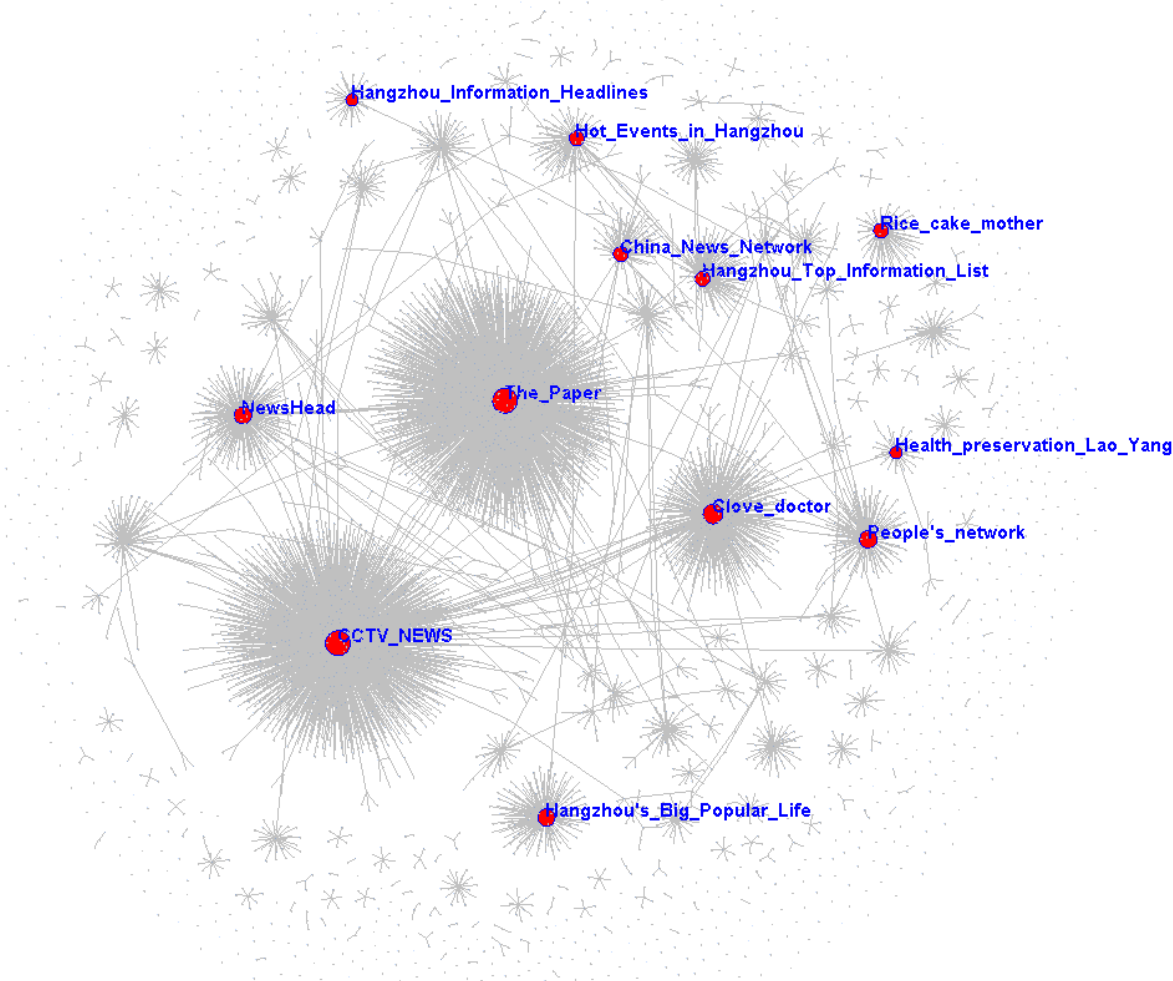 Hangzhou_Information_Headlines
Hot_Events_in_Hangzhou
Rice_cake_mother
China_News_Network
Hangzhou_Top_Information_List
The_Paper
NewsHead
Health_preservation_Lao_Yang
Clove_doctor
People's_network
CCTV_NEWS
Hangzhou's_Big_Popular_Life